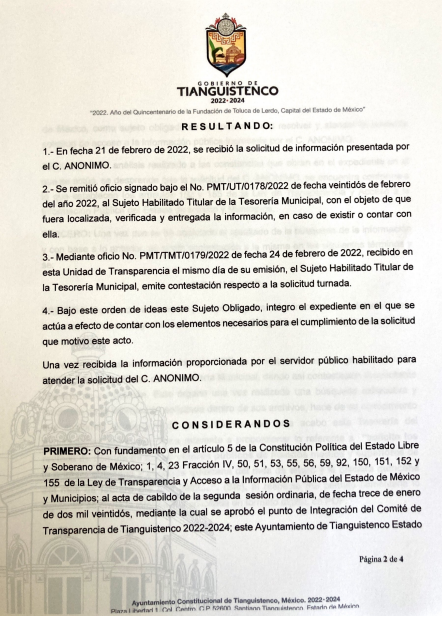 GOBIERNO DE
TIANGUISTENCO
2022-2024
"2022. Año del Quincentenario de la Fundación de Toluca de Lerdo, Capital del Estado de México"
R E S U L T A N D O:
1.- En fecha 21 de febrero de 2022, se recibió la solicitud de información presentada por
el C. ANONIMO.
2.- Se remitió oficio signado bajo el No. PMT/UT/0178/2022 de fecha veintidós de febrero
del año 2022, al Sujeto Habilitado Titular de la Tesorería Municipal, con el objeto de que
fuera localizada, verificada y entregada la información, en caso de existir o contar con
ella.
3.- Mediante oficio No. PMT/TMT/0179/2022 de fecha 24 de febrero de 2022, recibido en
esta Unidad de Transparencia el mismo día de su emisión, el Sujeto Habilitado Titular de
la Tesorería Municipal, emite contestación respecto al solicitud turnada.
4.- Bajo este orden de ideas este Sujeto Obligado, integro el expediente en el que se
actúa a efecto de contar con los elementos necesarios para el cumplimiento de la solicitud
que motivo este acto.
Una vez recibida la información proporcionada por el servidor público habilitado para
atender la solicitud del C. ANONIMO.
C O N S I D E R A N D O S
PRIMERO: Con fundamento en el artículo 5 de la Constitución Política del Estado Libre
y Soberano de México; 1, 4, 23 Fracción IV, 50, 51, 53, 55, 56, 59, 92, 150, 151, 152 y
155 de la Ley de Transparencia y Acceso a la Información Pública del Estado de México
y Municipios; al acta de cabildo de la segunda sesión ordinaria, de fecha trece de enero
de dos mil veintidós, mediante la cual se aprobó el punto de Integración del Comité de
Transparencia de Tianguistenco 2022-2024; este Ayuntamiento de Tianguistenco Estado
Página 2 de 4
Ayuntamiento Constitucional de Tianguistenco, México. 2022-2024
Plaza Libertad 1, Col. Centro, C.P. 52600, Santiago Tianguistenco, Estado de México